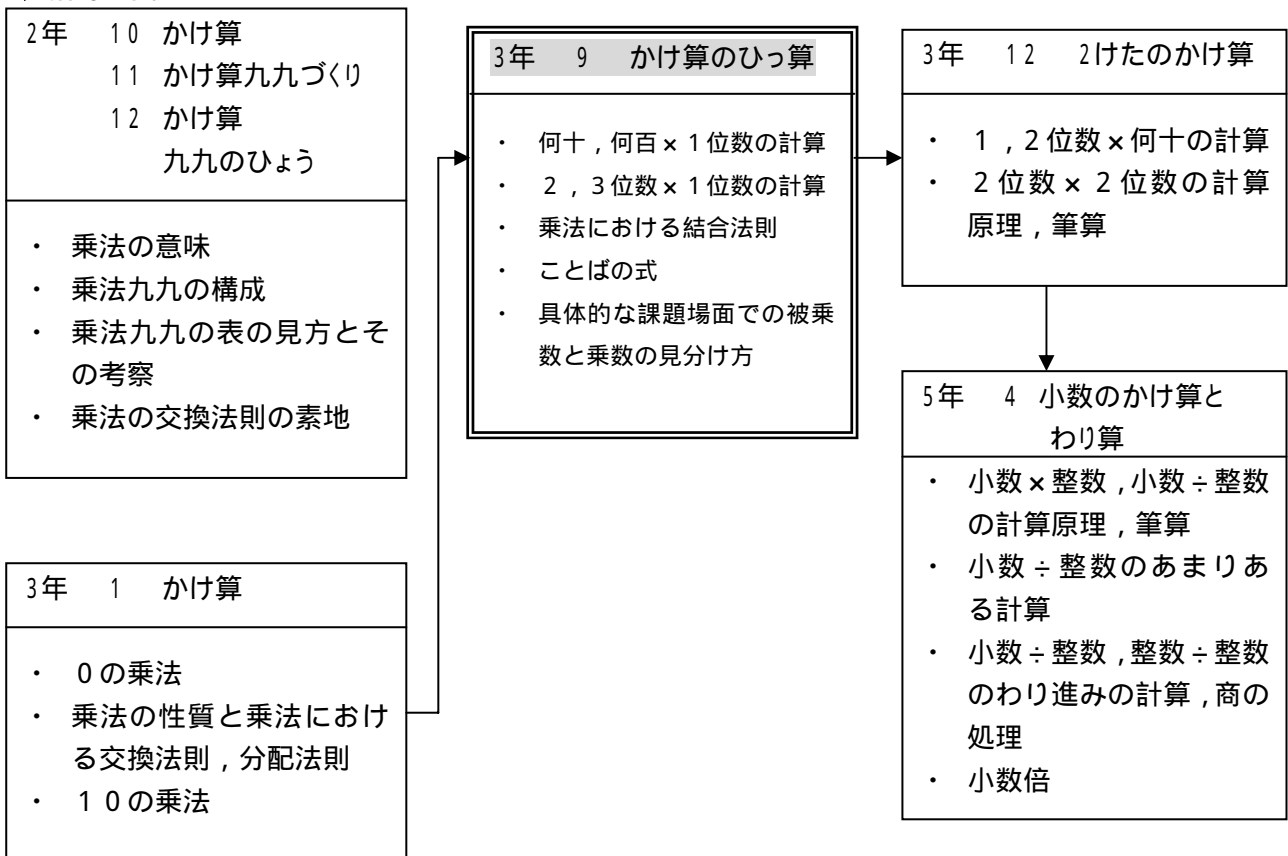 2年 10 かけ算
11 かけ算九九づくり
12 かけ算
九九のひょう
・ 乗法の意味
・ 乗法九九の構成
・ 乗法九九の表の見方とそ
の考察
・ 乗法の交換法則の素地
3年 1 かけ算
・ 0の乗法
・ 乗法の性質と乗法におけ
る交換法則，分配法則
・ 10の乗法
3年 9 かけ算のひっ算
・ 何十，何百×1位数の計算
・ 2，3位数×1位数の計算
・ 乗法における結合法則
・ ことばの式
・ 具体的な課題場面での被乗
数と乗数の見分け方
3年 12 2けたのかけ算
・ 1，2位数×何十の計算
・ 2位数×2位数の計算
原理，筆算
5年 4 小数のかけ算と
わり算
・ 小数×整数，小数÷整数
の計算原理，筆算
・ 小数÷整数のあまりあ
る計算
・ 小数÷整数，整数÷整数
のわり進みの計算，商の
処理
・ 小数倍